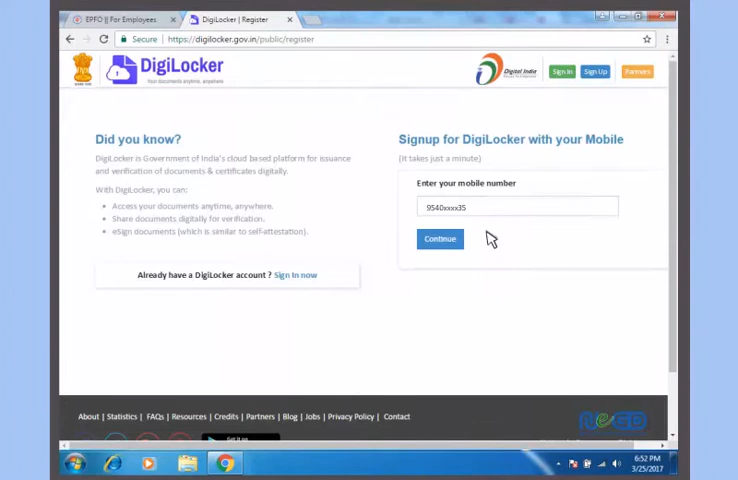 EPFO || For Employees
DigiLocker | Register
Secure
https://digilocker.gov.in/public/register
DigiLocker
Your documents anytime, anywhere
Digital India
Sign In
Sign Up
Partners
Did you know?
DigiLocker is Government of India's cloud based platform for issuance
and verification of documents & certificates digitally.
With DigiLocker, you can:
Access your documents anytime, anywhere.
Share documents digitally for verification.
eSign documents (which is similar to self-attestation).
Already have a DigiLocker account ? Sign In now
Signup for DigiLocker with your Mobile
(It takes just a minute)
Enter your mobile number
9540xxxx35
Continue
About | Statistics | FAQs | Resources | Credits | Partners | Blog | Jobs | Privacy Policy | Contact
NeGD
Get it on
6:52 PM
3/25/2017